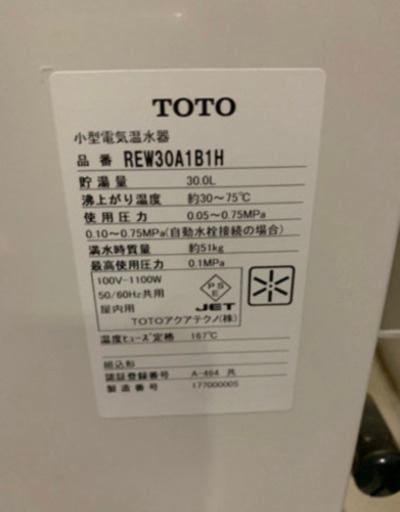 TOTO
小型電気温水器
品番 REW30A1B1H
貯湯量 30.0L
沸上がり温度 約30〜75℃
使用圧力 0.05〜0.75MPa
0.10〜0.75MPa(自動水栓接続の場合)
満水時質量 約51kg
最高使用圧力 0.1MPa
100V-1100W
50/60Hz共用
屋内用
PSE
JET
TOTOアクアテクノ(株)
温度ヒューズ定格 167℃
組込形
認証登録番号 A-464 共
製造番号 177000005